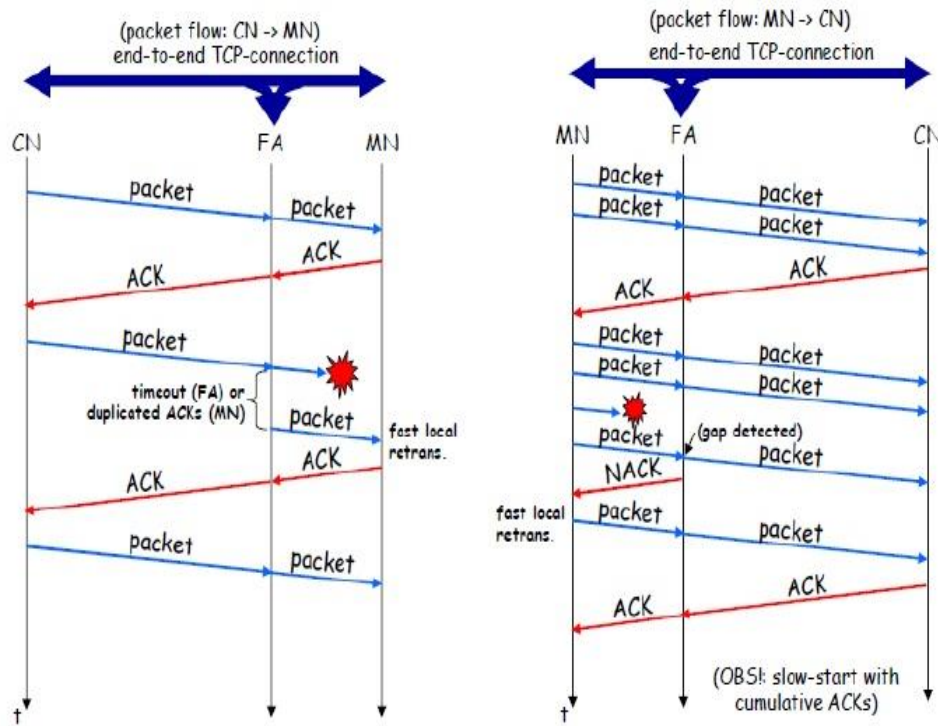 (packet flow: CN -> MN)
end-to-end TCP-connection
CN
FA
MN
packet
packet
ACK
ACK
packet
timeout (FA) or
duplicated ACKs (MN)
packet
fast local
retrans.
ACK
ACK
packet
packet
t
(packet flow: MN -> CN)
end-to-end TCP-connection
MN
FA
CN
packet
packet
packet
packet
ACK
ACK
packet
packet
packet
packet
(gap detected)
packet
packet
NACK
fast local
retrans.
packet
packet
ACK
ACK
(OBS!: slow-start with
cumulative ACKs)
t